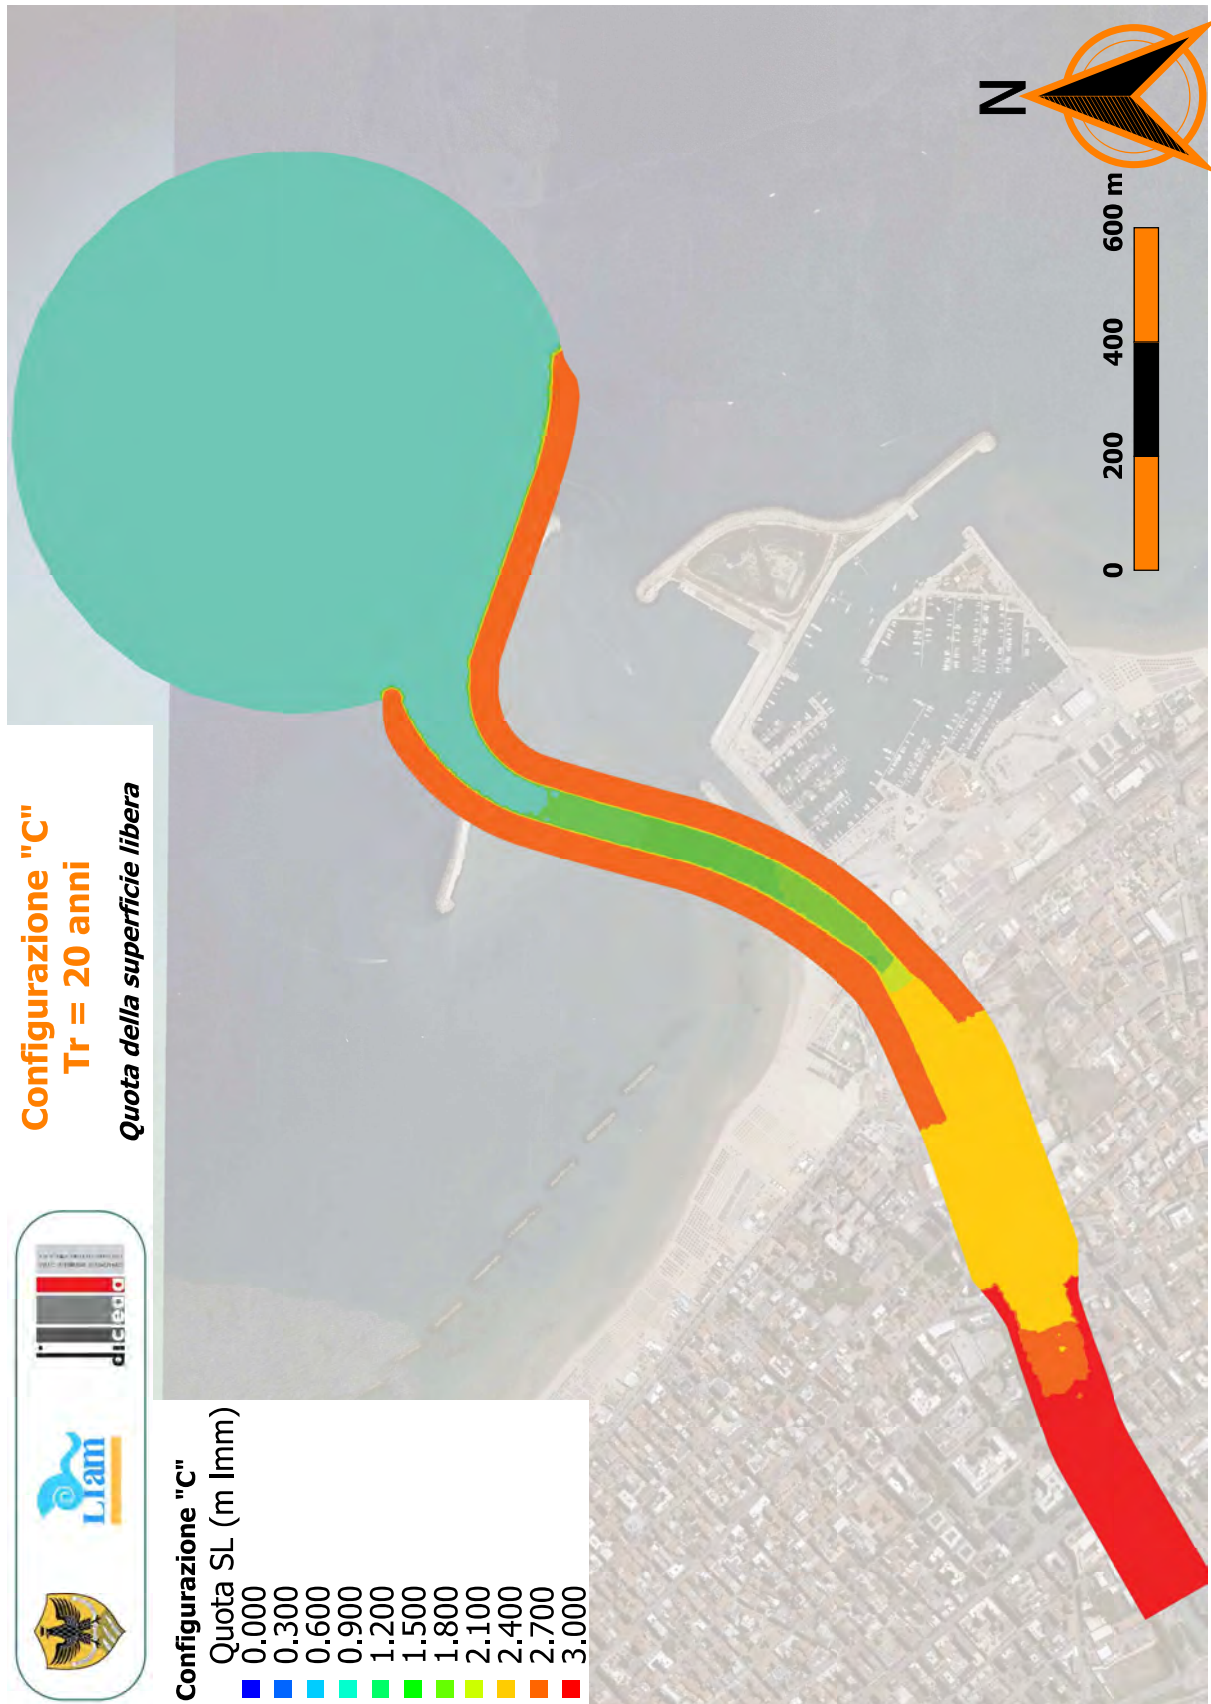 Configurazione "C"
Tr = 20 anni
Quota della superficie libera
LIam
dicea
Configurazione "C"
Quota SL (m lmm)
0.000
0.300
0.600
0.900
1.200
1.500
1.800
2.100
2.400
2.700
3.000
N
0 200 400 600 m